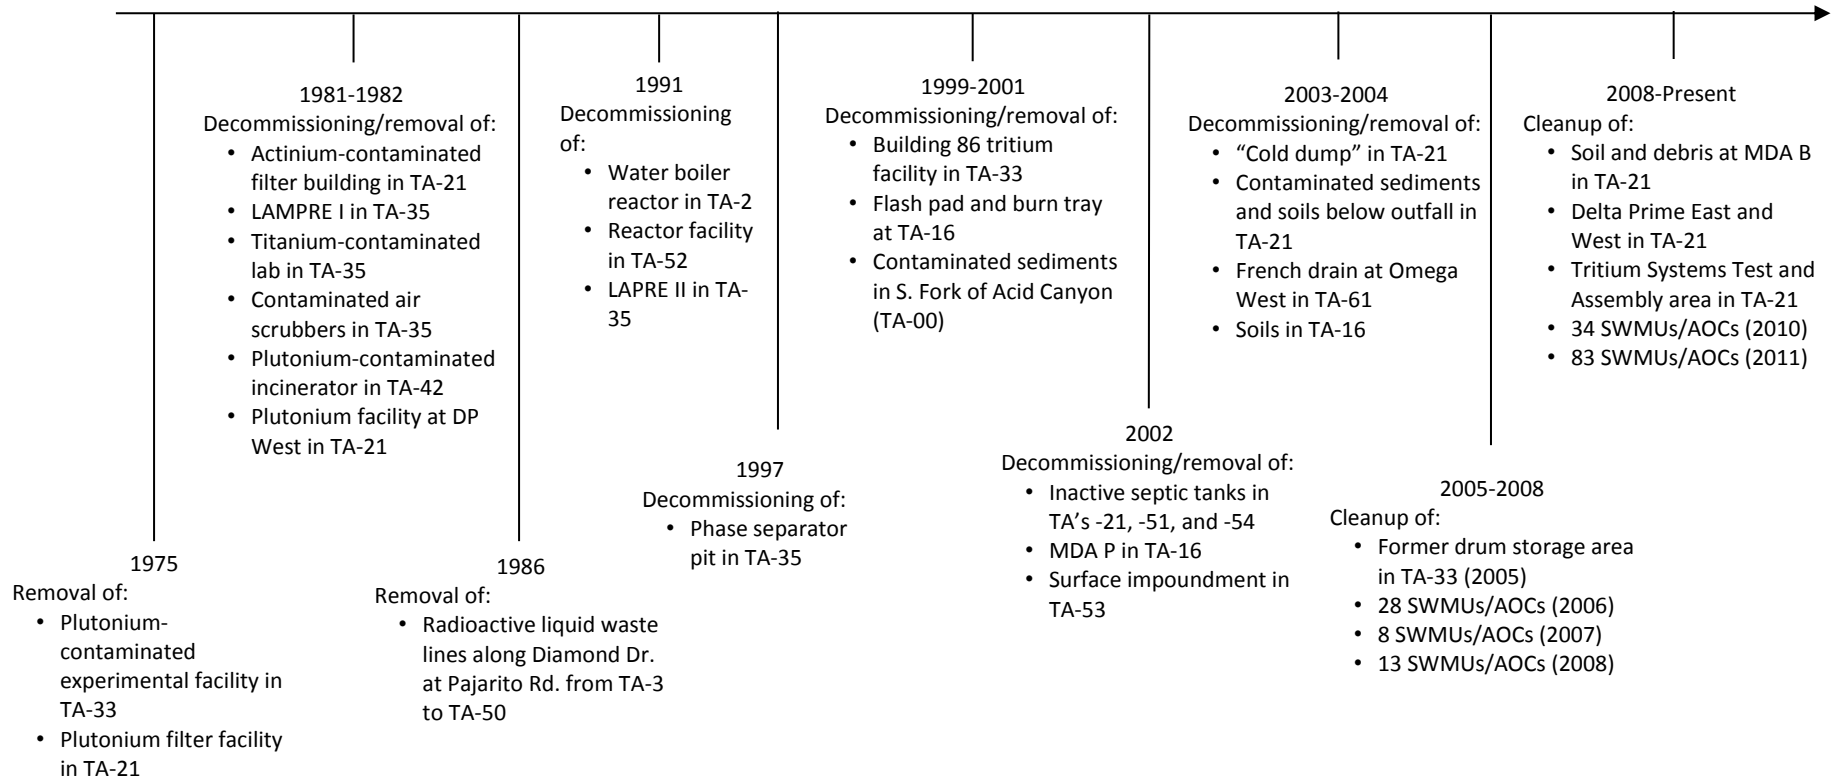 1975
Removal of:
• Plutonium-
contaminated
experimental facility in
TA-33
• Plutonium filter facility
in TA-21
1981-1982
Decommissioning/removal of:
• Actinium-contaminated
filter building in TA-21
• LAMPRE I in TA-35
• Titanium-contaminated
lab in TA-35
• Contaminated air
scrubbers in TA-35
• Plutonium-contaminated
incinerator in TA-42
• Plutonium facility at DP
West in TA-21
1986
Removal of:
• Radioactive liquid waste
lines along Diamond Dr.
at Pajarito Rd. from TA-3
to TA-50
1991
Decommissioning
of:
• Water boiler
reactor in TA-2
• Reactor facility
in TA-52
• LAPRE II in TA-
35
1997
Decommissioning of:
• Phase separator
pit in TA-35
1999-2001
Decommissioning/removal of:
• Building 86 tritium
facility in TA-33
• Flash pad and burn tray
at TA-16
• Contaminated sediments
in S. Fork of Acid Canyon
(TA-00)
2002
Decommissioning/removal of:
• Inactive septic tanks in
TA’s -21, -51, and -54
• MDA P in TA-16
• Surface impoundment in
TA-53
2003-2004
Decommissioning/removal of:
• “Cold dump” in TA-21
• Contaminated sediments
and soils below outfall in
TA-21
• French drain at Omega
West in TA-61
• Soils in TA-16
2005-2008
Cleanup of:
• Former drum storage area
in TA-33 (2005)
• 28 SWMUs/AOCs (2006)
• 8 SWMUs/AOCs (2007)
• 13 SWMUs/AOCs (2008)
2008-Present
Cleanup of:
• Soil and debris at MDA B
in TA-21
• Delta Prime East and
West in TA-21
• Tritium Systems Test and
Assembly area in TA-21
• 34 SWMUs/AOCs (2010)
• 83 SWMUs/AOCs (2011)